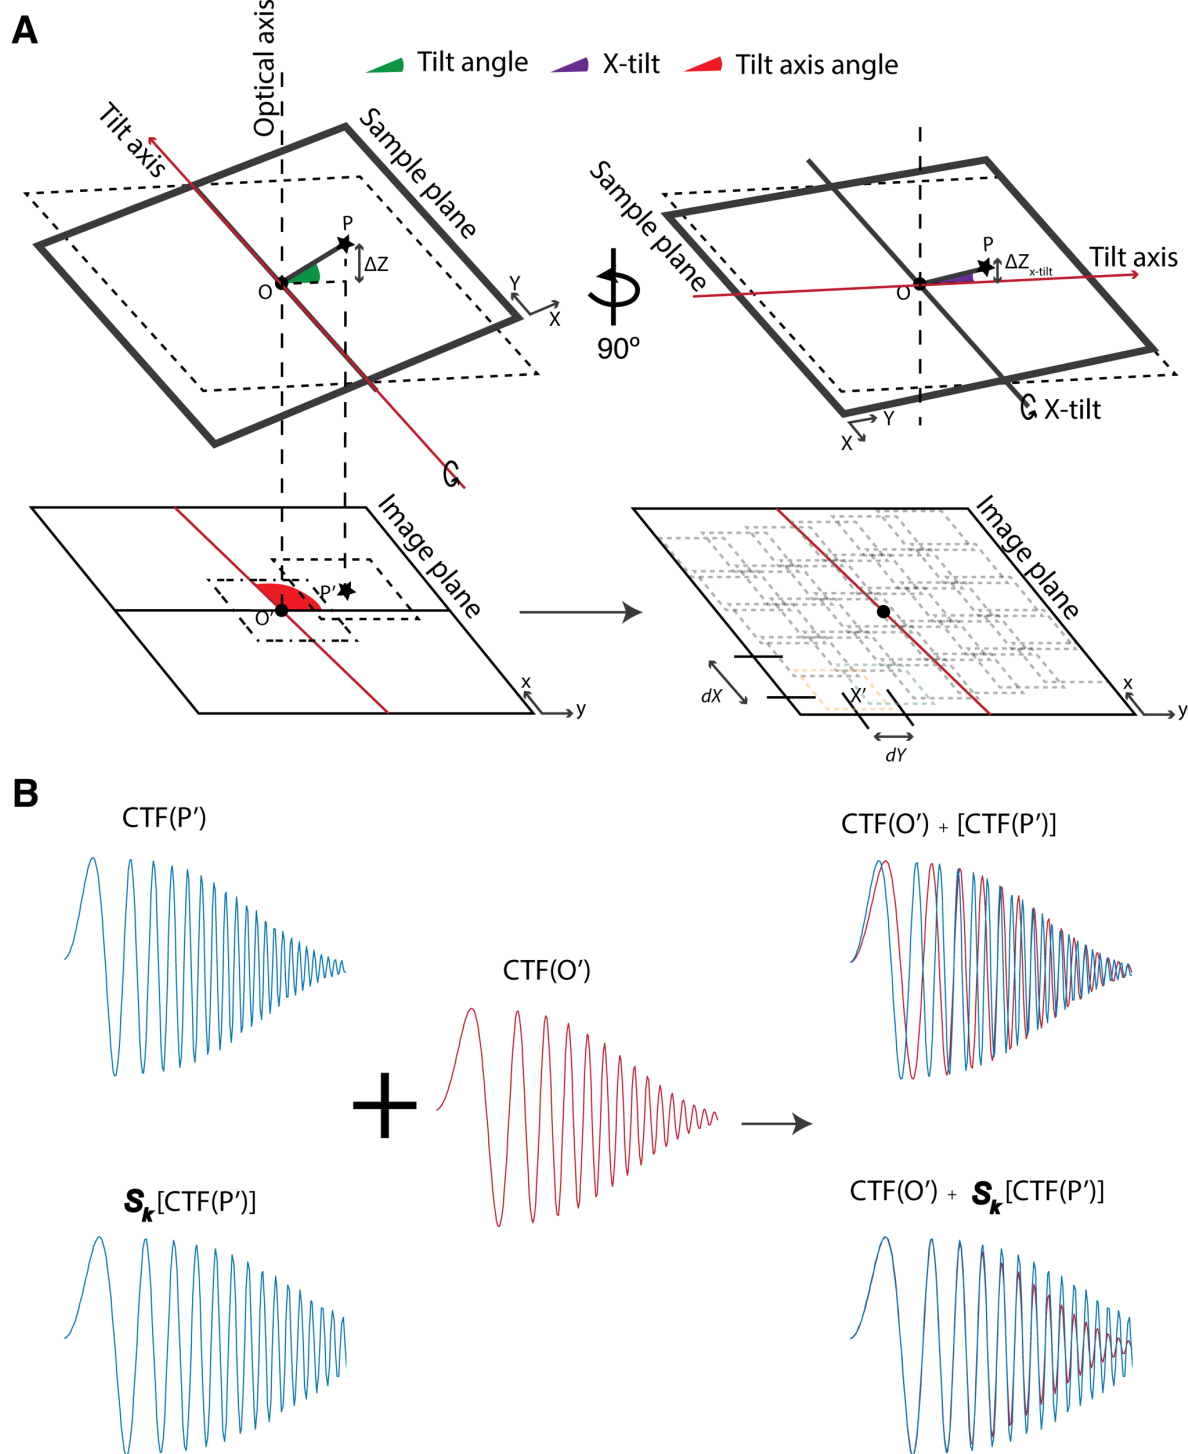 A
Optical axis
Tilt angle
X-tilt
Tilt axis angle
Tilt axis
Sample plane
P
ΔZ
O
Y
X
90º
Sample plane
P
ΔZx-tilt
Tilt axis
O
X-tilt
Y
X
Image plane
P′
O′
x
y
Image plane
dX
X′
dY
x
y
B
CTF(P′)
CTF(O′) + [CTF(P′)]
CTF(O′)
Sk[CTF(P′)]
CTF(O′) + Sk[CTF(P′)]